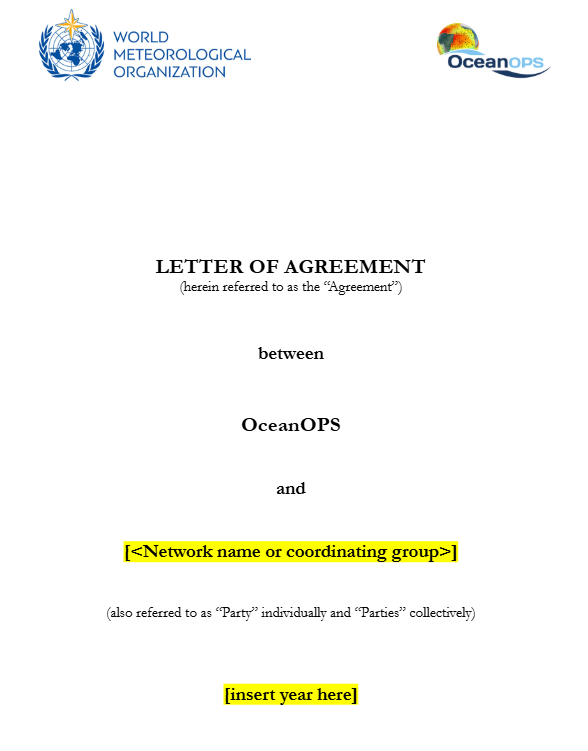 WORLD
METEOROLOGICAL
ORGANIZATION
OceanOPS
LETTER OF AGREEMENT
(herein referred to as the “Agreement”)
between
OceanOPS
and
[<Network name or coordinating group>]
(also referred to as “Party” individually and “Parties” collectively)
[insert year here]